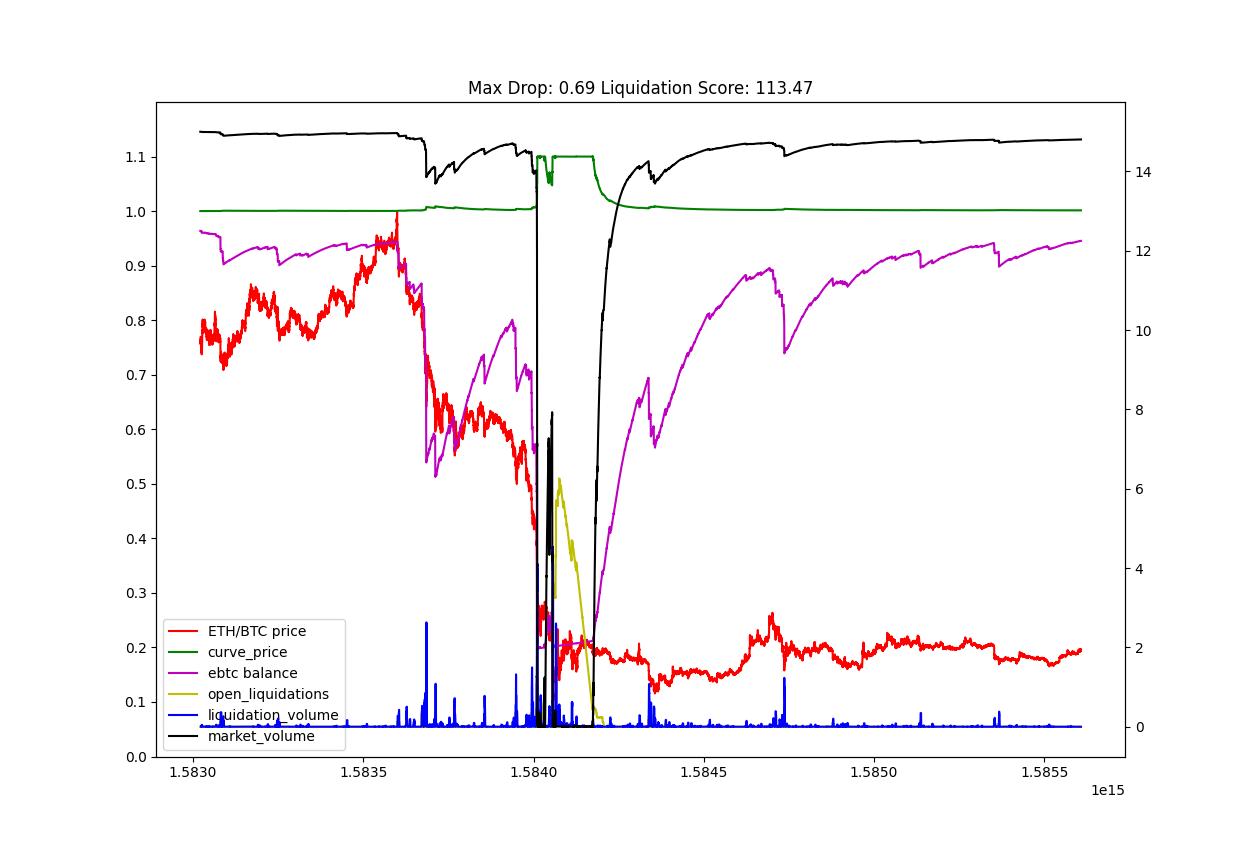 Max Drop: 0.69 Liquidation Score: 113.47
1.1
1.0
0.9
0.8
0.7
0.6
0.5
0.4
0.3
0.2
0.1
0.0
14
12
10
8
6
4
2
0
ETH/BTC price
curve_price
ebtc balance
open_liquidations
liquidation_volume
market_volume
1.5830 1.5835 1.5840 1.5845 1.5850 1.5855
1e15